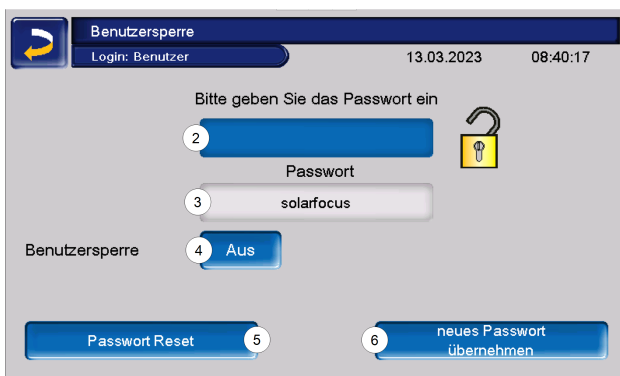 Benutzersperre
Login: Benutzer 13.03.2023 08:40:17
Bitte geben Sie das Passwort ein
2
Passwort
3 solarfocus
Benutzersperre 4 Aus
Passwort Reset 5
6 neues Passwort
übernehmen